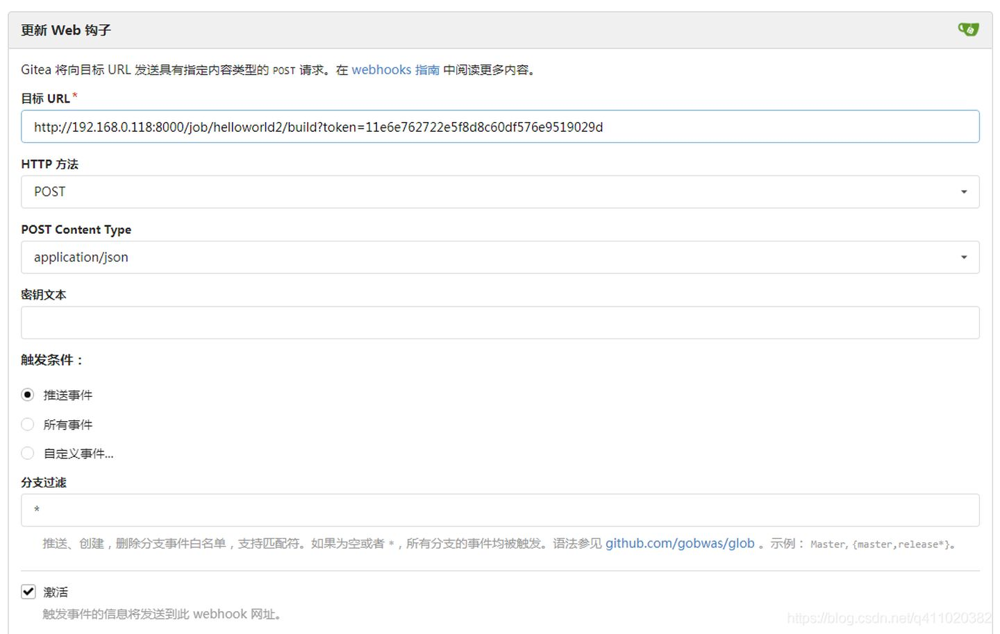 更新 Web 钩子
Gitea 将向目标 URL 发送具有指定内容类型的 POST 请求。在 webhooks 指南 中阅读更多内容。
目标 URL*
http://192.168.0.118:8000/job/helloworld2/build?token=11e6e762722e5f8d8c60df576e9519029d
HTTP 方法
POST
POST Content Type
application/json
密钥文本
触发条件：
推送事件
所有事件
自定义事件...
分支过滤
*
推送、创建，删除分支事件白名单，支持匹配符。如果为空或者 *，所有分支的事件均被触发。语法参见 github.com/gobwas/glob 。示例： Master, {master,release*}。
激活
触发事件的信息将发送到此 webhook 网址。
https://blog.csdn.net/q411020382